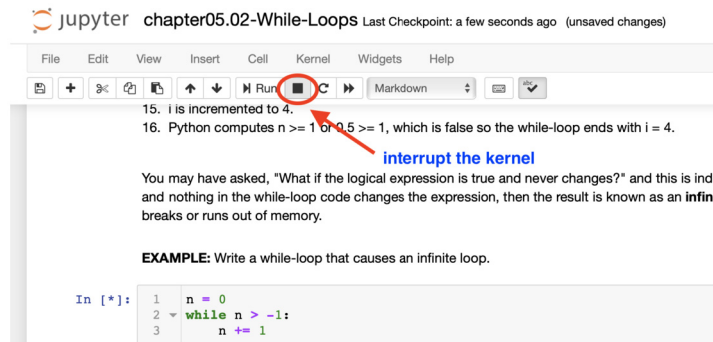 jupyter chapter05.02-While-Loops Last Checkpoint: a few seconds ago (unsaved changes)
File Edit View Insert Cell Kernel Widgets Help
Run Markdown
15. i is incremented to 4.
16. Python computes n >= 1 or 0.5 >= 1, which is false so the while-loop ends with i = 4.
interrupt the kernel
You may have asked, "What if the logical expression is true and never changes?" and this is ind
and nothing in the while-loop code changes the expression, then the result is known as an infin
breaks or runs out of memory.
EXAMPLE: Write a while-loop that causes an infinite loop.
In [*]: 1 n = 0
2 while n > -1:
3 n += 1